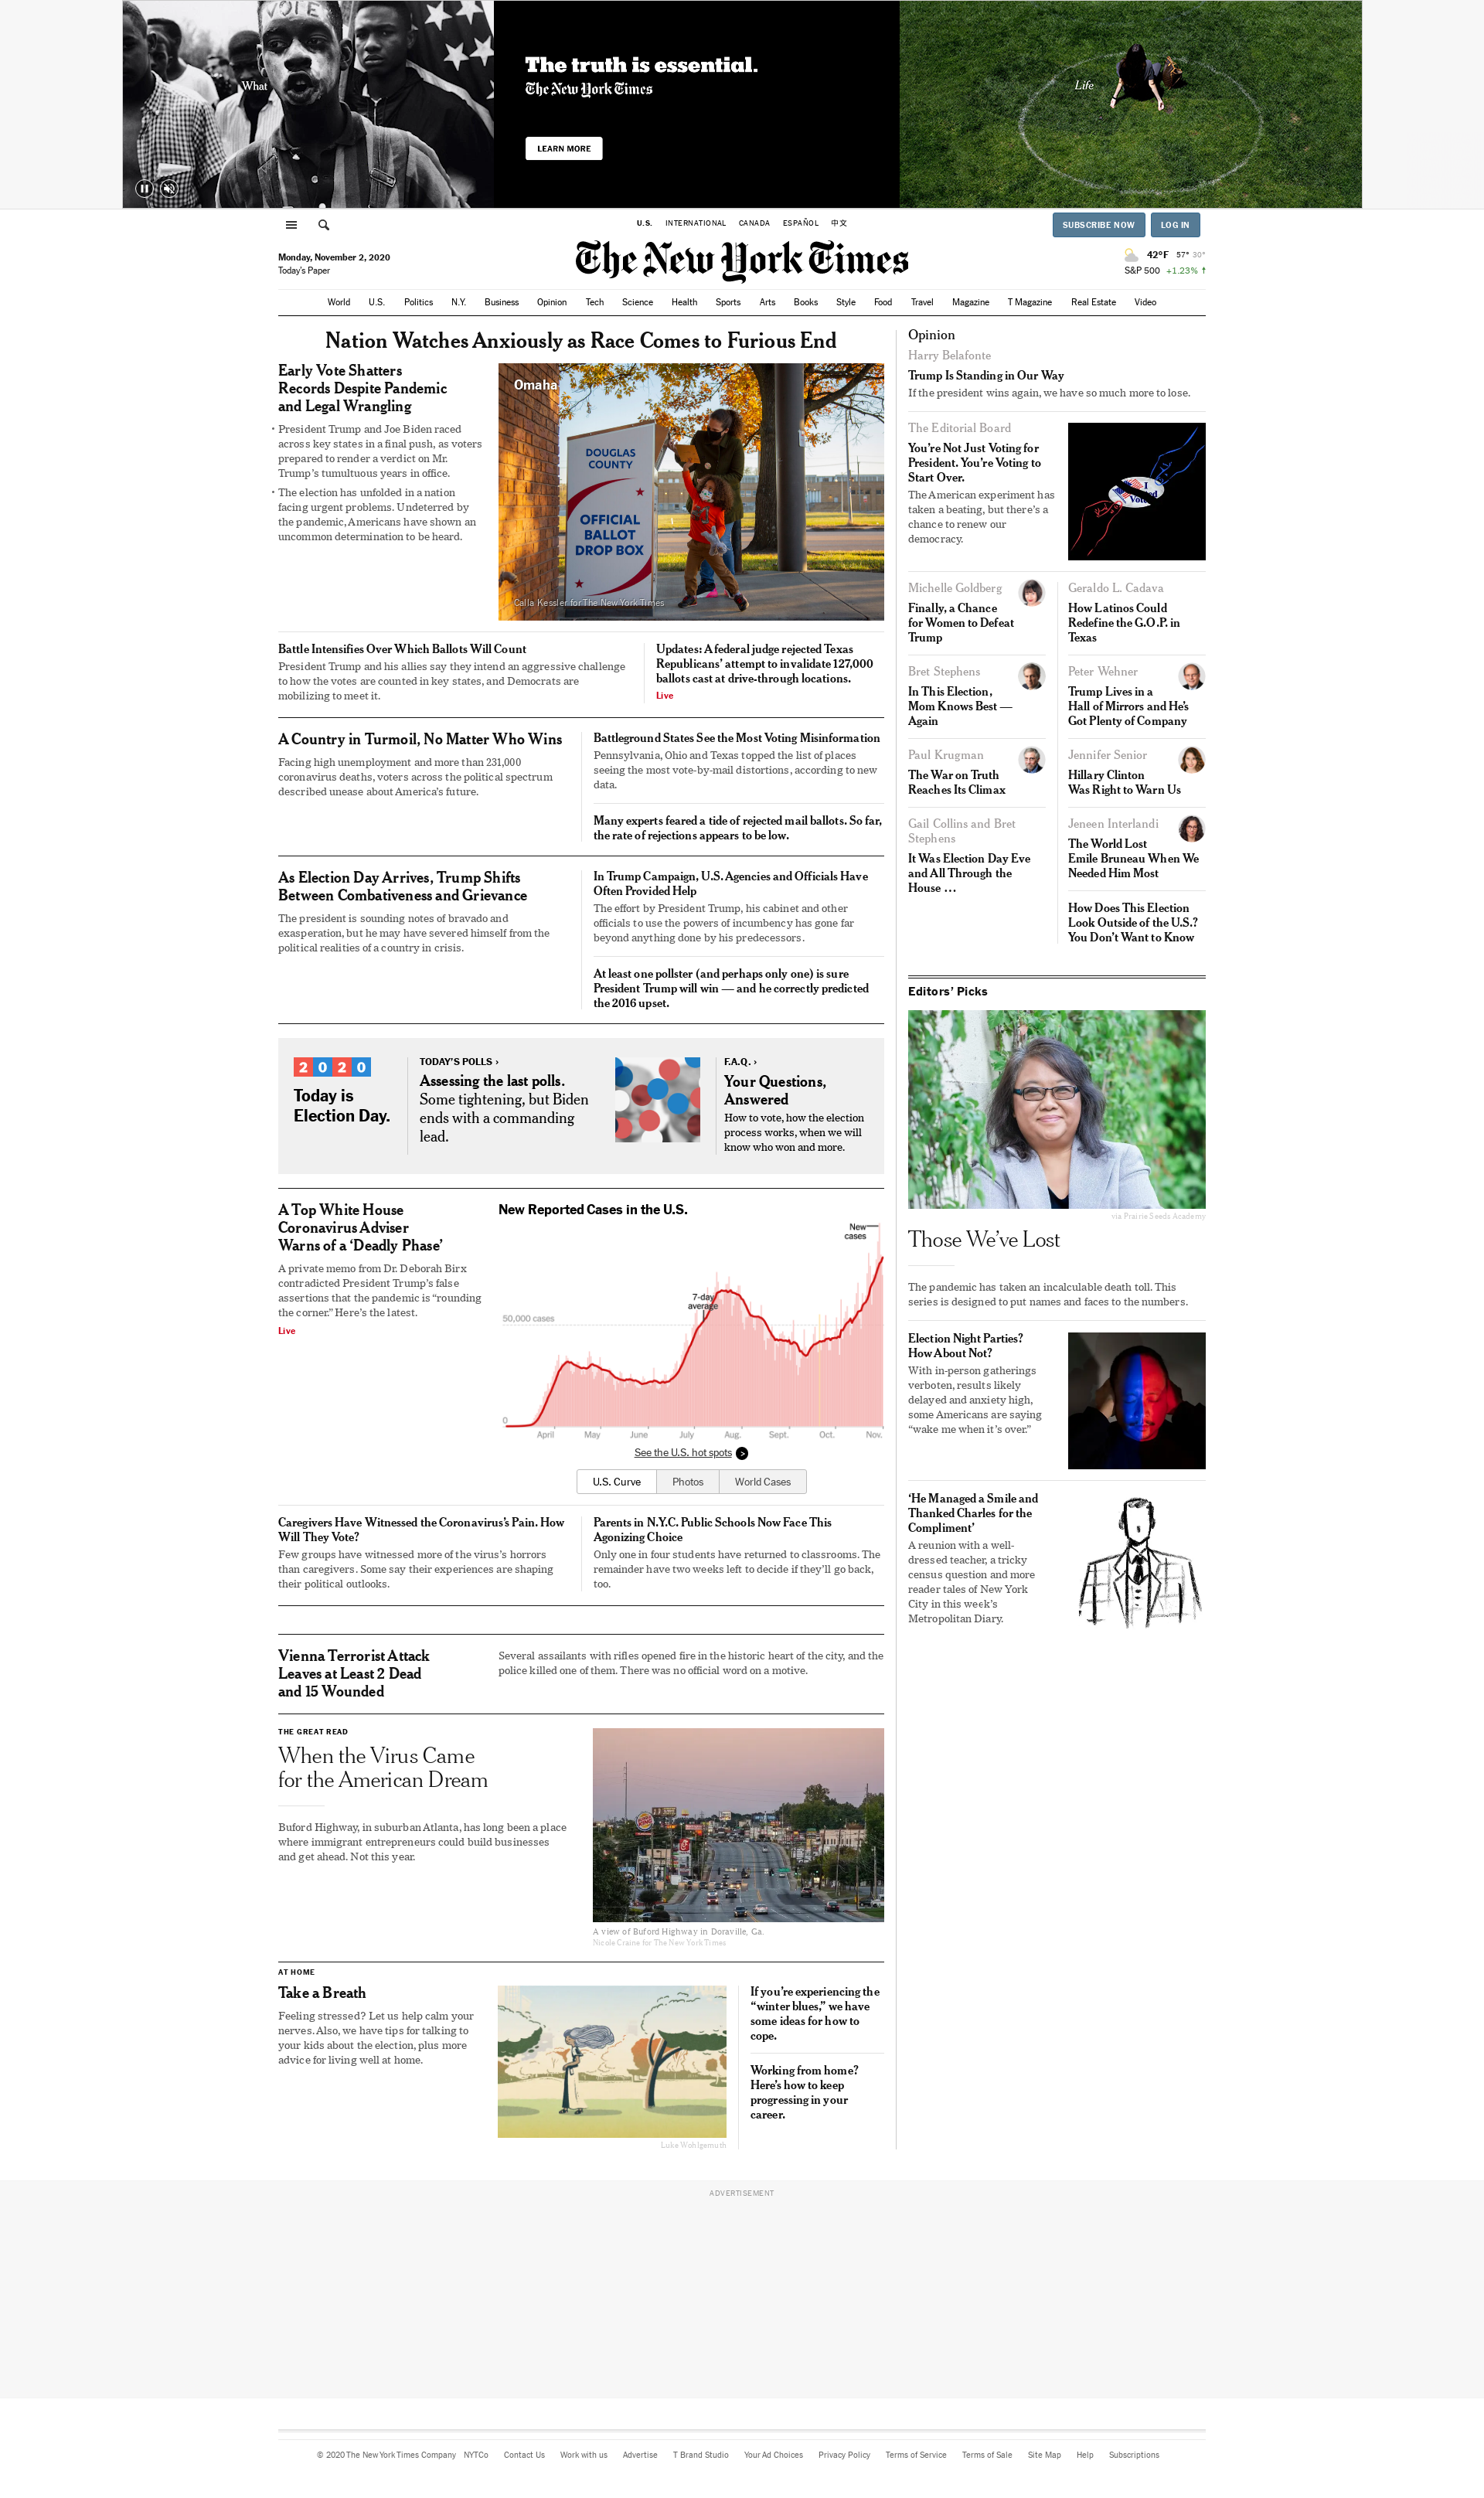 What
The truth is essential.
The New York Times
LEARN MORE
Life
U.S. INTERNATIONAL CANADA ESPAÑOL 中文
SUBSCRIBE NOW LOG IN
Monday, November 2, 2020
Today's Paper
The New York Times
42°F 57° 30°
S&P 500 +1.23% ↑
World U.S. Politics N.Y. Business Opinion Tech Science Health Sports Arts Books Style Food Travel Magazine T Magazine Real Estate Video
Nation Watches Anxiously as Race Comes to Furious End
Early Vote Shatters
Records Despite Pandemic
and Legal Wrangling
• President Trump and Joe Biden raced
across key states in a final push, as voters
prepared to render a verdict on Mr.
Trump's tumultuous years in office.
• The election has unfolded in a nation
facing urgent problems. Undeterred by
the pandemic, Americans have shown an
uncommon determination to be heard.
Omaha
DOUGLAS
COUNTY
OFFICIAL
BALLOT
DROP BOX
Calla Kessler for The New York Times
Battle Intensifies Over Which Ballots Will Count
President Trump and his allies say they intend an aggressive challenge
to how the votes are counted in key states, and Democrats are
mobilizing to meet it.
Updates: A federal judge rejected Texas
Republicans' attempt to invalidate 127,000
ballots cast at drive-through locations.
Live
A Country in Turmoil, No Matter Who Wins
Facing high unemployment and more than 231,000
coronavirus deaths, voters across the political spectrum
described unease about America's future.
Battleground States See the Most Voting Misinformation
Pennsylvania, Ohio and Texas topped the list of places
seeing the most vote-by-mail distortions, according to new
data.
Many experts feared a tide of rejected mail ballots. So far,
the rate of rejections appears to be low.
As Election Day Arrives, Trump Shifts
Between Combativeness and Grievance
The president is sounding notes of bravado and
exasperation, but he may have severed himself from the
political realities of a country in crisis.
In Trump Campaign, U.S. Agencies and Officials Have
Often Provided Help
The effort by President Trump, his cabinet and other
officials to use the powers of incumbency has gone far
beyond anything done by his predecessors.
At least one pollster (and perhaps only one) is sure
President Trump will win — and he correctly predicted
the 2016 upset.
2020
Today is
Election Day.
TODAY'S POLLS ›
Assessing the last polls.
Some tightening, but Biden
ends with a commanding
lead.
F.A.Q. ›
Your Questions,
Answered
How to vote, how the election
process works, when we will
know who won and more.
A Top White House
Coronavirus Adviser
Warns of a 'Deadly Phase'
A private memo from Dr. Deborah Birx
contradicted President Trump's false
assertions that the pandemic is "rounding
the corner." Here's the latest.
Live
New Reported Cases in the U.S.
New
cases
7-day
average
50,000 cases
0
April May June July Aug. Sept. Oct. Nov.
See the U.S. hot spots >
U.S. Curve Photos World Cases
Caregivers Have Witnessed the Coronavirus's Pain. How
Will They Vote?
Few groups have witnessed more of the virus's horrors
than caregivers. Some say their experiences are shaping
their political outlooks.
Parents in N.Y.C. Public Schools Now Face This
Agonizing Choice
Only one in four students have returned to classrooms. The
remainder have two weeks left to decide if they'll go back,
too.
Vienna Terrorist Attack
Leaves at Least 2 Dead
and 15 Wounded
Several assailants with rifles opened fire in the historic heart of the city, and the
police killed one of them. There was no official word on a motive.
THE GREAT READ
When the Virus Came
for the American Dream
Buford Highway, in suburban Atlanta, has long been a place
where immigrant entrepreneurs could build businesses
and get ahead. Not this year.
A view of Buford Highway in Doraville, Ga.
Nicole Craine for The New York Times
AT HOME
Take a Breath
Feeling stressed? Let us help calm your
nerves. Also, we have tips for talking to
your kids about the election, plus more
advice for living well at home.
Luke Wohlgemuth
If you're experiencing the
"winter blues," we have
some ideas for how to
cope.
Working from home?
Here's how to keep
progressing in your
career.
Opinion
Harry Belafonte
Trump Is Standing in Our Way
If the president wins again, we have so much more to lose.
The Editorial Board
You're Not Just Voting for
President. You're Voting to
Start Over.
The American experiment has
taken a beating, but there's a
chance to renew our
democracy.
I
Voted
Michelle Goldberg
Finally, a Chance
for Women to Defeat
Trump
Bret Stephens
In This Election,
Mom Knows Best —
Again
Paul Krugman
The War on Truth
Reaches Its Climax
Gail Collins and Bret
Stephens
It Was Election Day Eve
and All Through the
House …
Geraldo L. Cadava
How Latinos Could
Redefine the G.O.P. in
Texas
Peter Wehner
Trump Lives in a
Hall of Mirrors and He's
Got Plenty of Company
Jennifer Senior
Hillary Clinton
Was Right to Warn Us
Jeneen Interlandi
The World Lost
Emile Bruneau When We
Needed Him Most
How Does This Election
Look Outside of the U.S.?
You Don't Want to Know
Editors' Picks
via Prairie Seeds Academy
Those We've Lost
The pandemic has taken an incalculable death toll. This
series is designed to put names and faces to the numbers.
Election Night Parties?
How About Not?
With in-person gatherings
verboten, results likely
delayed and anxiety high,
some Americans are saying
"wake me when it's over."
'He Managed a Smile and
Thanked Charles for the
Compliment'
A reunion with a well-
dressed teacher, a tricky
census question and more
reader tales of New York
City in this week's
Metropolitan Diary.
ADVERTISEMENT
© 2020 The New York Times Company NYTCo Contact Us Work with us Advertise T Brand Studio Your Ad Choices Privacy Policy Terms of Service Terms of Sale Site Map Help Subscriptions